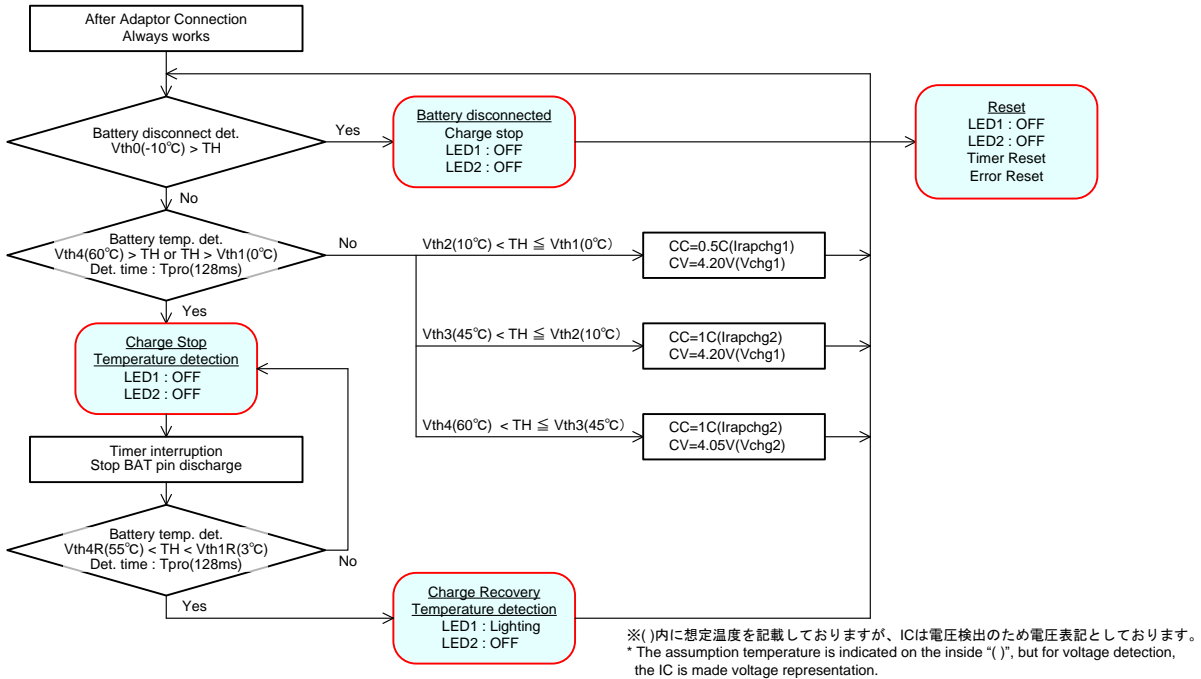 After Adaptor Connection
Always works
Battery disconnect det.
Vth0(-10℃) > TH
Yes
No
Battery disconnected
Charge stop
LED1 : OFF
LED2 : OFF
Reset
LED1 : OFF
LED2 : OFF
Timer Reset
Error Reset
Battery temp. det.
Vth4(60℃) > TH or TH > Vth1(0℃)
Det. time : Tpro(128ms)
No
Yes
Vth2(10℃) < TH ≦ Vth1(0℃)
CC=0.5C(Irapchg1)
CV=4.20V(Vchg1)
Vth3(45℃) < TH ≦ Vth2(10℃)
CC=1C(Irapchg2)
CV=4.20V(Vchg1)
Vth4(60℃) < TH ≦ Vth3(45℃)
CC=1C(Irapchg2)
CV=4.05V(Vchg2)
Charge Stop
Temperature detection
LED1 : OFF
LED2 : OFF
Timer interruption
Stop BAT pin discharge
Battery temp. det.
Vth4R(55℃) < TH < Vth1R(3℃)
Det. time : Tpro(128ms)
No
Yes
Charge Recovery
Temperature detection
LED1 : Lighting
LED2 : OFF
※( )内に想定温度を記載しておりますが、ICは電圧検出のため電圧表記としております。
* The assumption temperature is indicated on the inside “( )”, but for voltage detection,
the IC is made voltage representation.